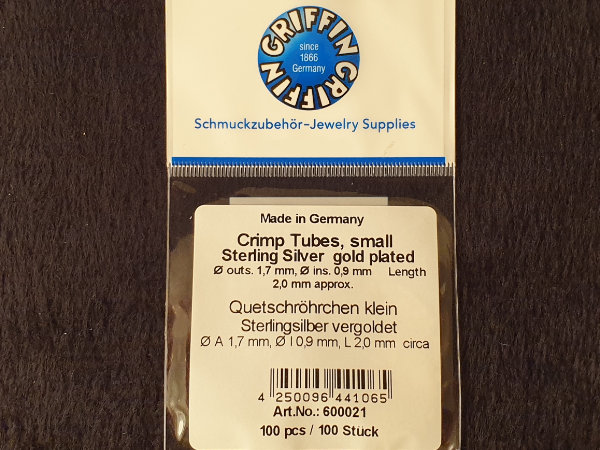 GRIFFIN GRIFFIN
since
1866
Germany
Schmuckzubehör-Jewelry Supplies
Made in Germany
Crimp Tubes, small
Sterling Silver gold plated
Ø outs. 1,7 mm, Ø ins. 0,9 mm Length
2,0 mm approx.
Quetschröhrchen klein
Sterlingsilber vergoldet
Ø A 1,7 mm, Ø I 0,9 mm, L 2,0 mm circa
4 250096 441065
Art.No.: 600021
100 pcs / 100 Stück